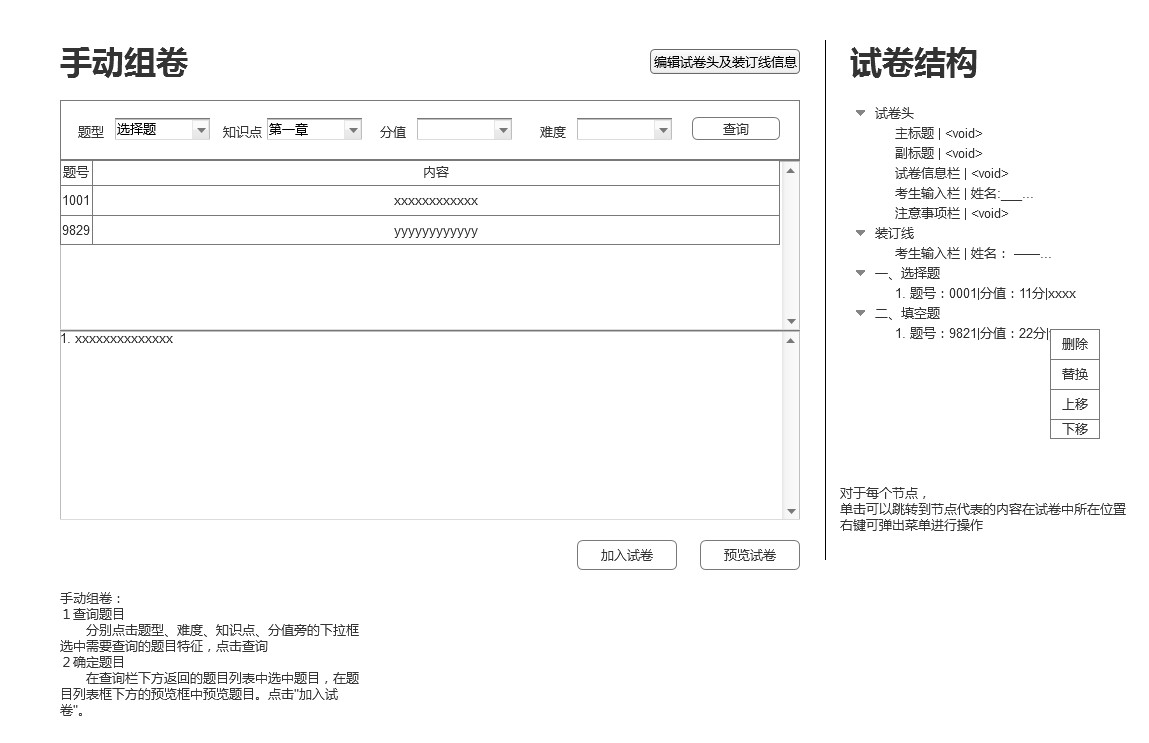 手动组卷
编辑试卷头及装订线信息
题型 选择题 知识点 第一章 分值 难度 查询
题号 内容
1001 xxxxxxxxxxxx
9829 yyyyyyyyyyyy
1. xxxxxxxxxxxxxx
加入试卷 预览试卷
手动组卷：
１查询题目
分别点击题型、难度、知识点、分值旁的下拉框
选中需要查询的题目特征，点击查询
２确定题目
在查询栏下方返回的题目列表中选中题目，在题
目列表框下方的预览框中预览题目。点击"加入试
卷"。
试卷结构
试卷头
主标题 | <void>
副标题 | <void>
试卷信息栏 | <void>
考生输入栏 | 姓名:___...
注意事项栏 | <void>
装订线
考生输入栏 | 姓名： ——...
一、选择题
1. 题号：0001|分值：11分|xxxx
二、填空题
1. 题号：9821|分值：22分|
删除
替换
上移
下移
对于每个节点，
单击可以跳转到节点代表的内容在试卷中所在位置
右键可弹出菜单进行操作